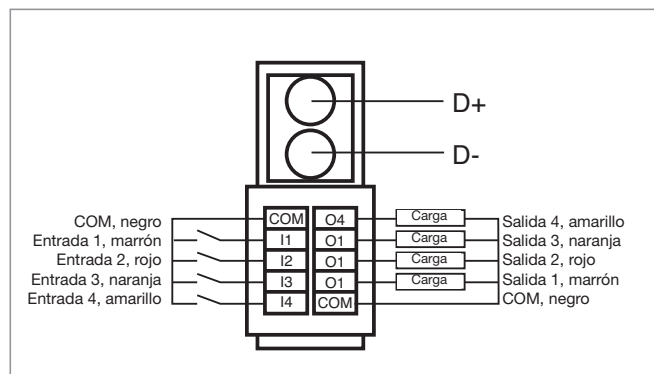 D+
D-
COM, negro
Entrada 1, marrón
Entrada 2, rojo
Entrada 3, naranja
Entrada 4, amarillo
COM
I1
I2
I3
I4
O4
O1
O1
O1
COM
Carga
Carga
Carga
Carga
Salida 4, amarillo
Salida 3, naranja
Salida 2, rojo
Salida 1, marrón
COM, negro